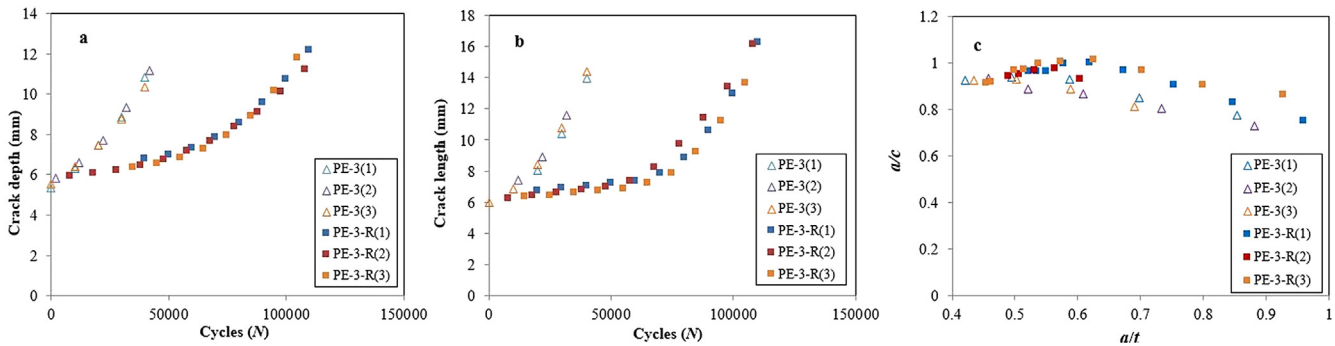 a
Crack depth (mm)
14
12
10
8
6
4
2
0
0
50000
100000
150000
Cycles (N)
PE-3(1)
PE-3(2)
PE-3(3)
PE-3-R(1)
PE-3-R(2)
PE-3-R(3)
b
Crack length (mm)
18
16
14
12
10
8
6
4
2
0
0
50000
100000
150000
Cycles (N)
PE-3(1)
PE-3(2)
PE-3(3)
PE-3-R(1)
PE-3-R(2)
PE-3-R(3)
c
a/c
1.2
1
0.8
0.6
0.4
0.2
0
0.4
0.5
0.6
0.7
0.8
0.9
1
a/t
PE-3(1)
PE-3(2)
PE-3(3)
PE-3-R(1)
PE-3-R(2)
PE-3-R(3)